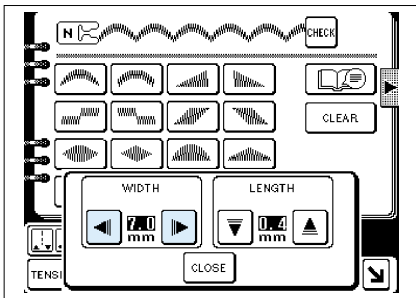 N CHECK
CLEAR
WIDTH LENGTH
7.0 mm 0.4 mm
CLOSE
TENSI